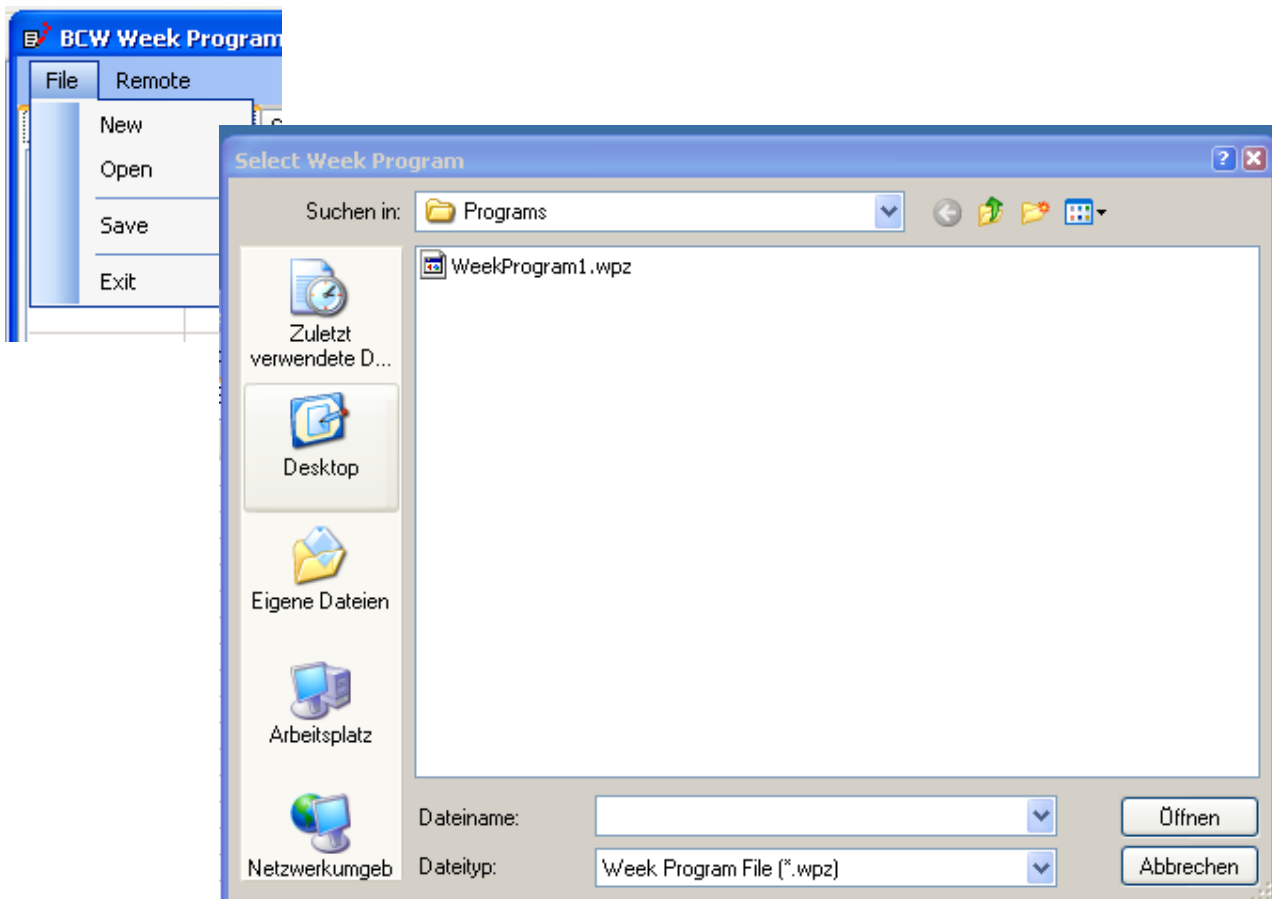 BCW Week Program
File Remote
New
Open
Save
Exit
Select Week Program
Suchen in:
Programs
WeekProgram1.wpz
Zuletzt
verwendete D...
Desktop
Eigene Dateien
Arbeitsplatz
Netzwerkumgeb
Dateiname:
Öffnen
Dateityp:
Week Program File (*.wpz)
Abbrechen